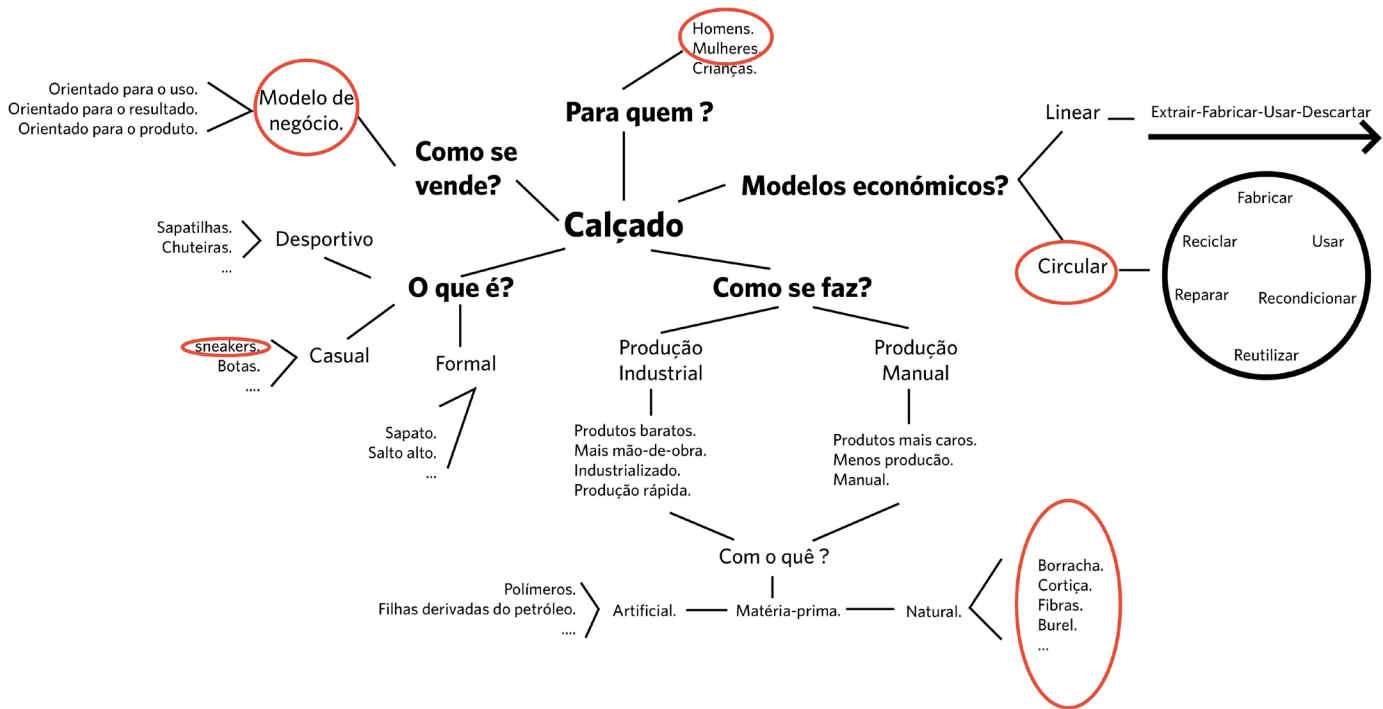 Homens.
Mulheres.
Crianças.
Para quem ?
Orientado para o uso.
Orientado para o resultado.
Orientado para o produto.
Modelo de
negócio.
Como se
vende?
Linear
Extrair-Fabricar-Usar-Descartar
Modelos económicos?
Circular
Fabricar
Reciclar
Usar
Reparar
Recondicionar
Reutilizar
Calçado
Sapatilhas.
Chuteiras.
...
Desportivo
O que é?
sneakers.
Botas.
....
Casual
Formal
Sapato.
Salto alto.
...
Como se faz?
Produção
Industrial
Produtos baratos.
Mais mão-de-obra.
Industrializado.
Produção rápida.
Produção
Manual
Produtos mais caros.
Menos producão.
Manual.
Com o quê ?
Polímeros.
Filhas derivadas do petróleo.
....
Artificial.
Matéria-prima.
Natural.
Borracha.
Cortiça.
Fibras.
Burel.
...